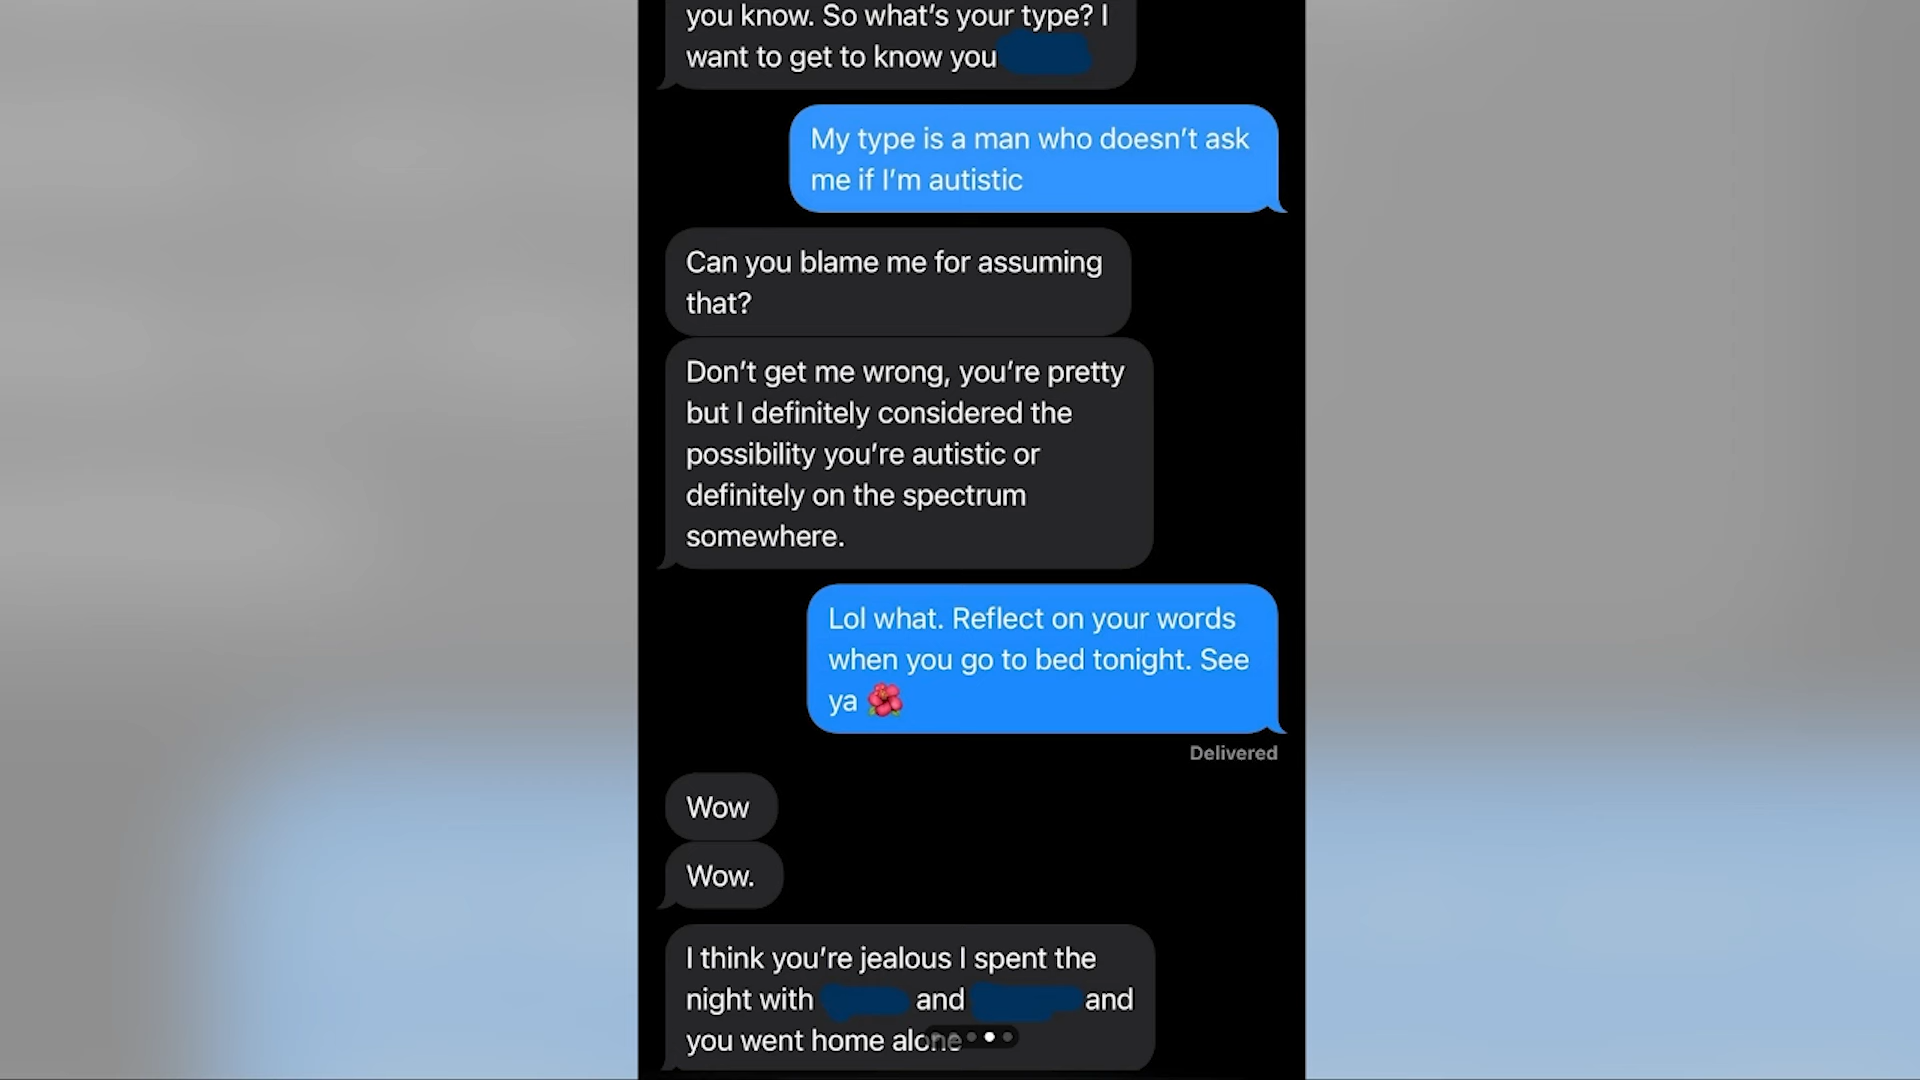 you know. So what's your type? I
want to get to know you
My type is a man who doesn't ask
me if I'm autistic
Can you blame me for assuming
that?
Don't get me wrong, you're pretty
but I definitely considered the
possibility you're autistic or
definitely on the spectrum
somewhere.
Lol what. Reflect on your words
when you go to bed tonight. See
ya 🌺
Delivered
Wow
Wow.
I think you're jealous I spent the
night with and and
you went home alone